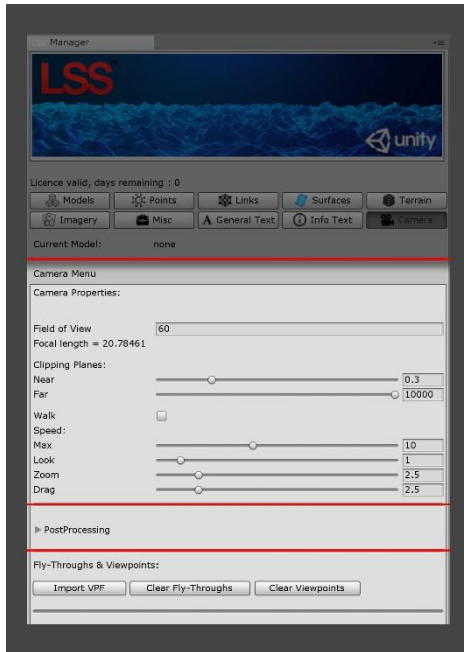 Manager
LSS
unity
Licence valid, days remaining : 0
Models Points Links Surfaces Terrain
Imagery Misc A General Text Info Text Camera
Current Model: none
Camera Menu
Camera Properties:
Field of View 60
Focal length = 20.78461
Clipping Planes:
Near 0.3
Far 10000
Walk
Speed:
Max 10
Look 1
Zoom 2.5
Drag 2.5
PostProcessing
Fly-Throughs & Viewpoints:
Import VPF Clear Fly-Throughs Clear Viewpoints